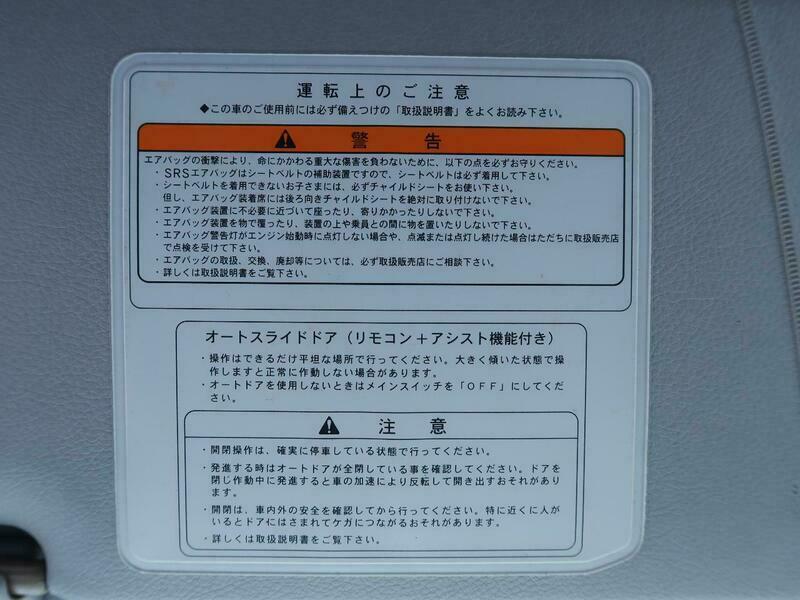 運転上のご注意
◆この車のご使用前には必ず備えつけの「取扱説明書」をよくお読み下さい。
警 告
エアバッグの衝撃により、命にかかわる重大な傷害を負わないために、以下の点を必ずお守りください。
・SRSエアバッグはシートベルトの補助装置ですので、シートベルトは必ず着用して下さい。
・シートベルトを着用できないお子さまには、必ずチャイルドシートをお使い下さい。
但し、エアバッグ装着席には後ろ向きチャイルドシートを絶対に取り付けないで下さい。
・エアバッグ装置に不必要に近づいて座ったり、寄りかかったりしないで下さい。
・エアバッグ装置を物で覆ったり、装置の上や乗員との間に物を置いたりしないで下さい。
・エアバッグ警告灯がエンジン始動時に点灯しない場合や、点滅または点灯し続けた場合はただちに取扱販売店
で点検を受けて下さい。
・エアバッグの取扱、交換、廃却等については、必ず取扱販売店にご相談下さい。
・詳しくは取扱説明書をご覧下さい。
オートスライドドア（リモコン＋アシスト機能付き）
・操作はできるだけ平坦な場所で行ってください。大きく傾いた状態で操
作しますと正常に作動しない場合があります。
・オートドアを使用しないときはメインスイッチを「OFF」にしてくだ
さい。
注 意
・開閉操作は、確実に停車している状態で行ってください。
・発進する時はオートドアが全閉している事を確認してください。ドアを
閉じ作動中に発進すると車の加速により反転して開き出すおそれがあり
ます。
・開閉は、車内外の安全を確認してから行ってください。特に近くに人が
いるとドアにはさまれてケガにつながるおそれがあります。
・詳しくは取扱説明書をご覧下さい。